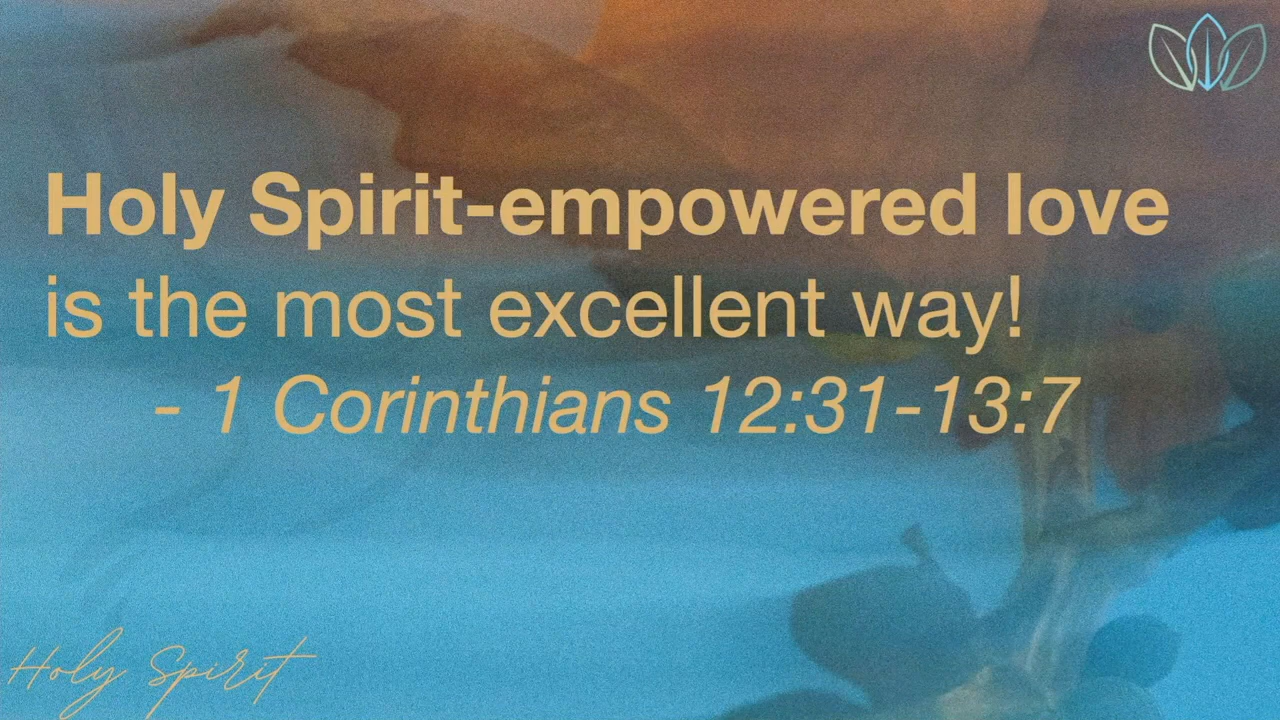 Holy Spirit-empowered love
is the most excellent way!
- 1 Corinthians 12:31-13:7
Holy Spirit